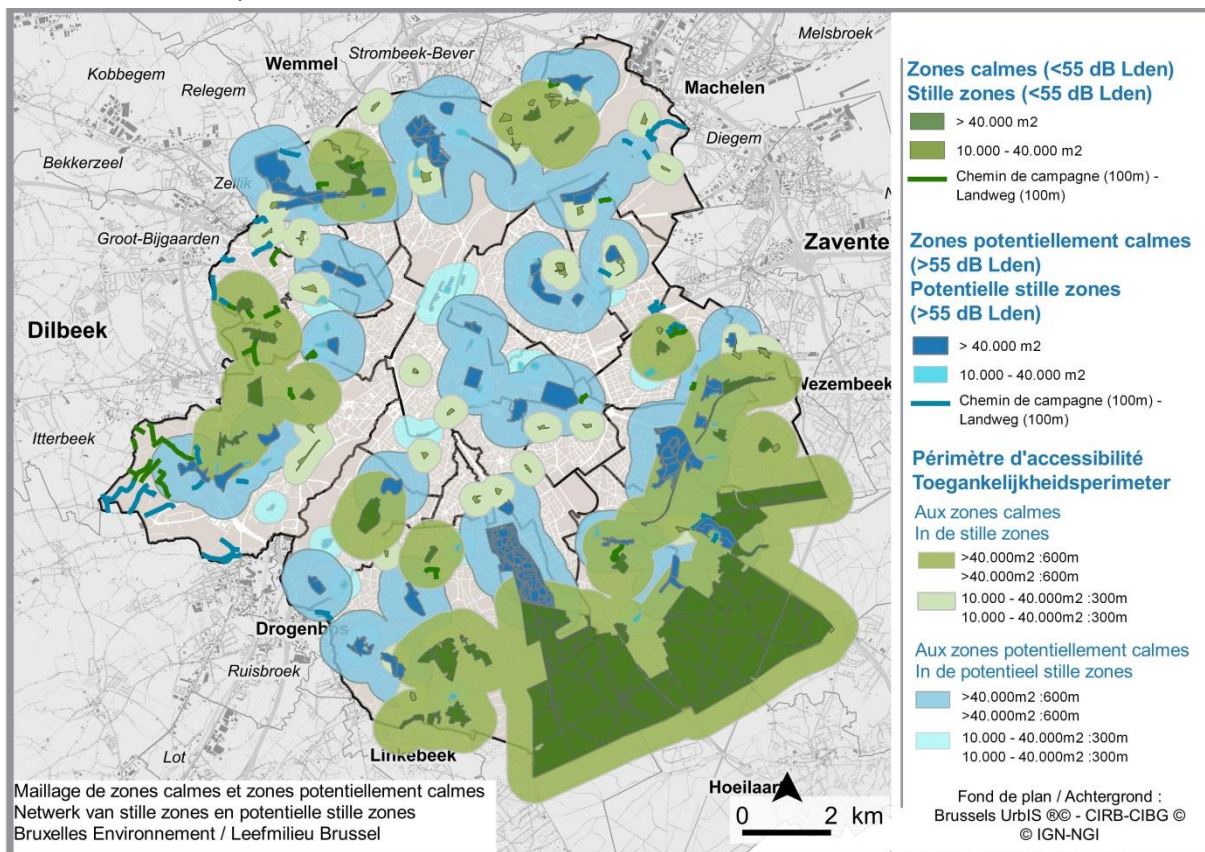 Melsbroek
Strombeek-Bever
Wemmel
Kobbegem
Relegem
Machelen
Diegem
Bekkerzeel
Zellik
Groot-Bijgaarden
Zavente
Dilbeek
Wezembeek
Itterbeek
Drogenbos
Ruisbroek
Lot
Linkebeek
Hoeilaart
0 2 km
Maillage de zones calmes et zones potentiellement calmes
Netwerk van stille zones en potentielle stille zones
Bruxelles Environnement / Leefmilieu Brussel
Zones calmes (<55 dB Lden)
Stille zones (<55 dB Lden)
> 40.000 m2
10.000 - 40.000 m2
Chemin de campagne (100m) -
Landweg (100m)
Zones potentiellement calmes
(>55 dB Lden)
Potentielle stille zones
(>55 dB Lden)
> 40.000 m2
10.000 - 40.000 m2
Chemin de campagne (100m) -
Landweg (100m)
Périmètre d'accessibilité
Toegankelijkheidsperimeter
Aux zones calmes
In de stille zones
>40.000m2 :600m
>40.000m2 :600m
10.000 - 40.000m2 :300m
10.000 - 40.000m2 :300m
Aux zones potentiellement calmes
In de potentieel stille zones
>40.000m2 :600m
>40.000m2 :600m
10.000 - 40.000m2 :300m
10.000 - 40.000m2 :300m
Fond de plan / Achtergrond :
Brussels UrbIS ®© - CIRB-CIBG ©
© IGN-NGI